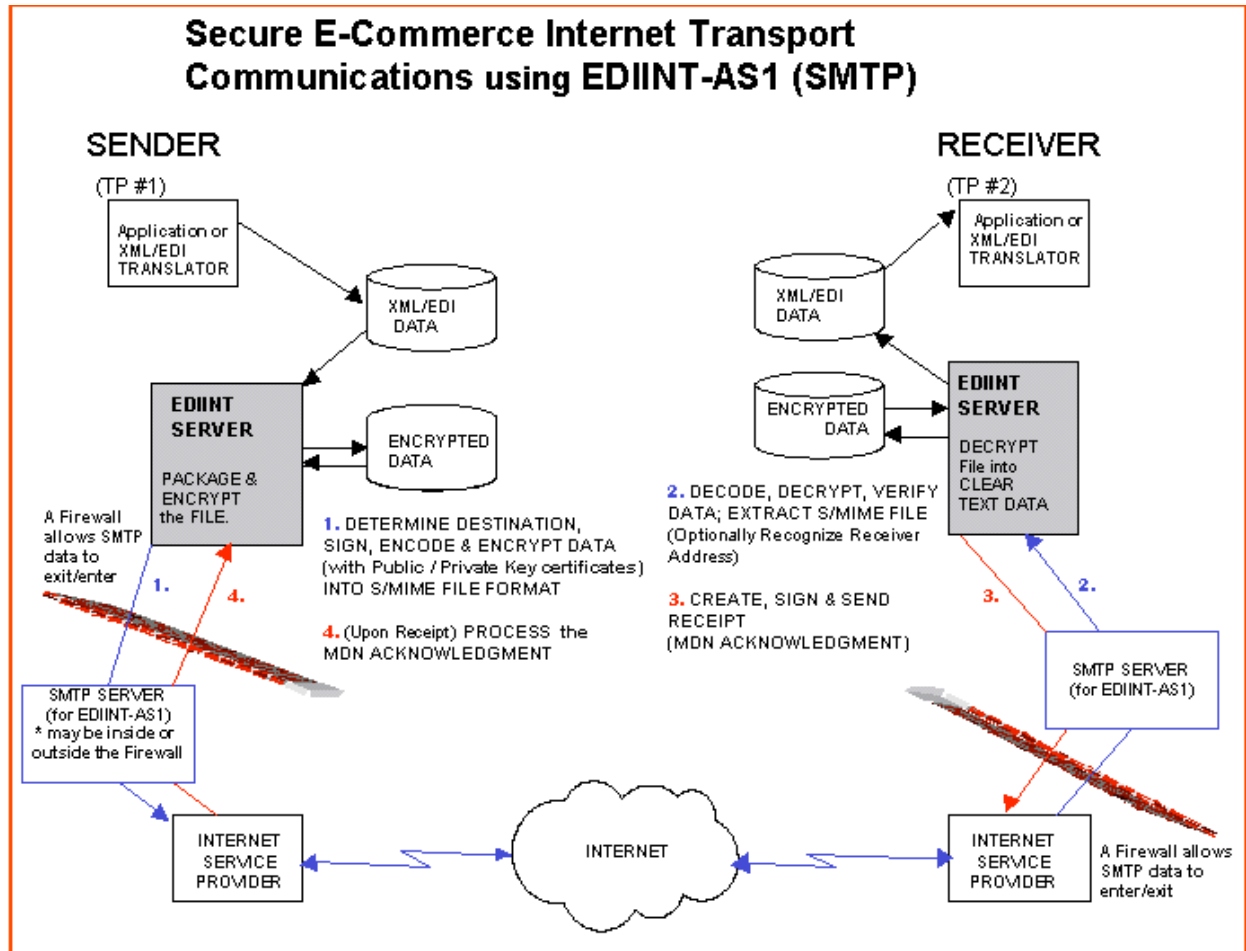 Secure E-Commerce Internet Transport
Communications using EDIINT-AS1 (SMTP)
SENDER
(TP #1)
Application or
XML/EDI
TRANSLATOR
XML/EDI
DATA
EDIINT
SERVER
PACKAGE &
ENCRYPT
the FILE.
ENCRYPTED
DATA
A Firewall
allows SMTP
data to
exit/enter
1.
4.
1. DETERMINE DESTINATION,
SIGN, ENCODE & ENCRYPT DATA
(with Public / Private Key certificates)
INTO S/MIME FILE FORMAT
4. (Upon Receipt) PROCESS the
MDN ACKNOWLEDGMENT
SMTP SERVER
(for EDIINT-AS1)
* may be inside or
outside the Firewall
INTERNET
SERVICE
PROVIDER
INTERNET
RECEIVER
(TP #2)
Application or
XML/EDI
TRANSLATOR
XML/EDI
DATA
EDIINT
SERVER
DECRYPT
File into
CLEAR
TEXT DATA
ENCRYPTED
DATA
2. DECODE, DECRYPT, VERIFY
DATA; EXTRACT S/MIME FILE
(Optionally Recognize Receiver
Address)
3. CREATE, SIGN & SEND
RECEIPT
(MDN ACKNOWLEDGMENT)
3.
2.
SMTP SERVER
(for EDIINT-AS1)
INTERNET
SERVICE
PROVIDER
A Firewall allows
SMTP data to
enter/exit